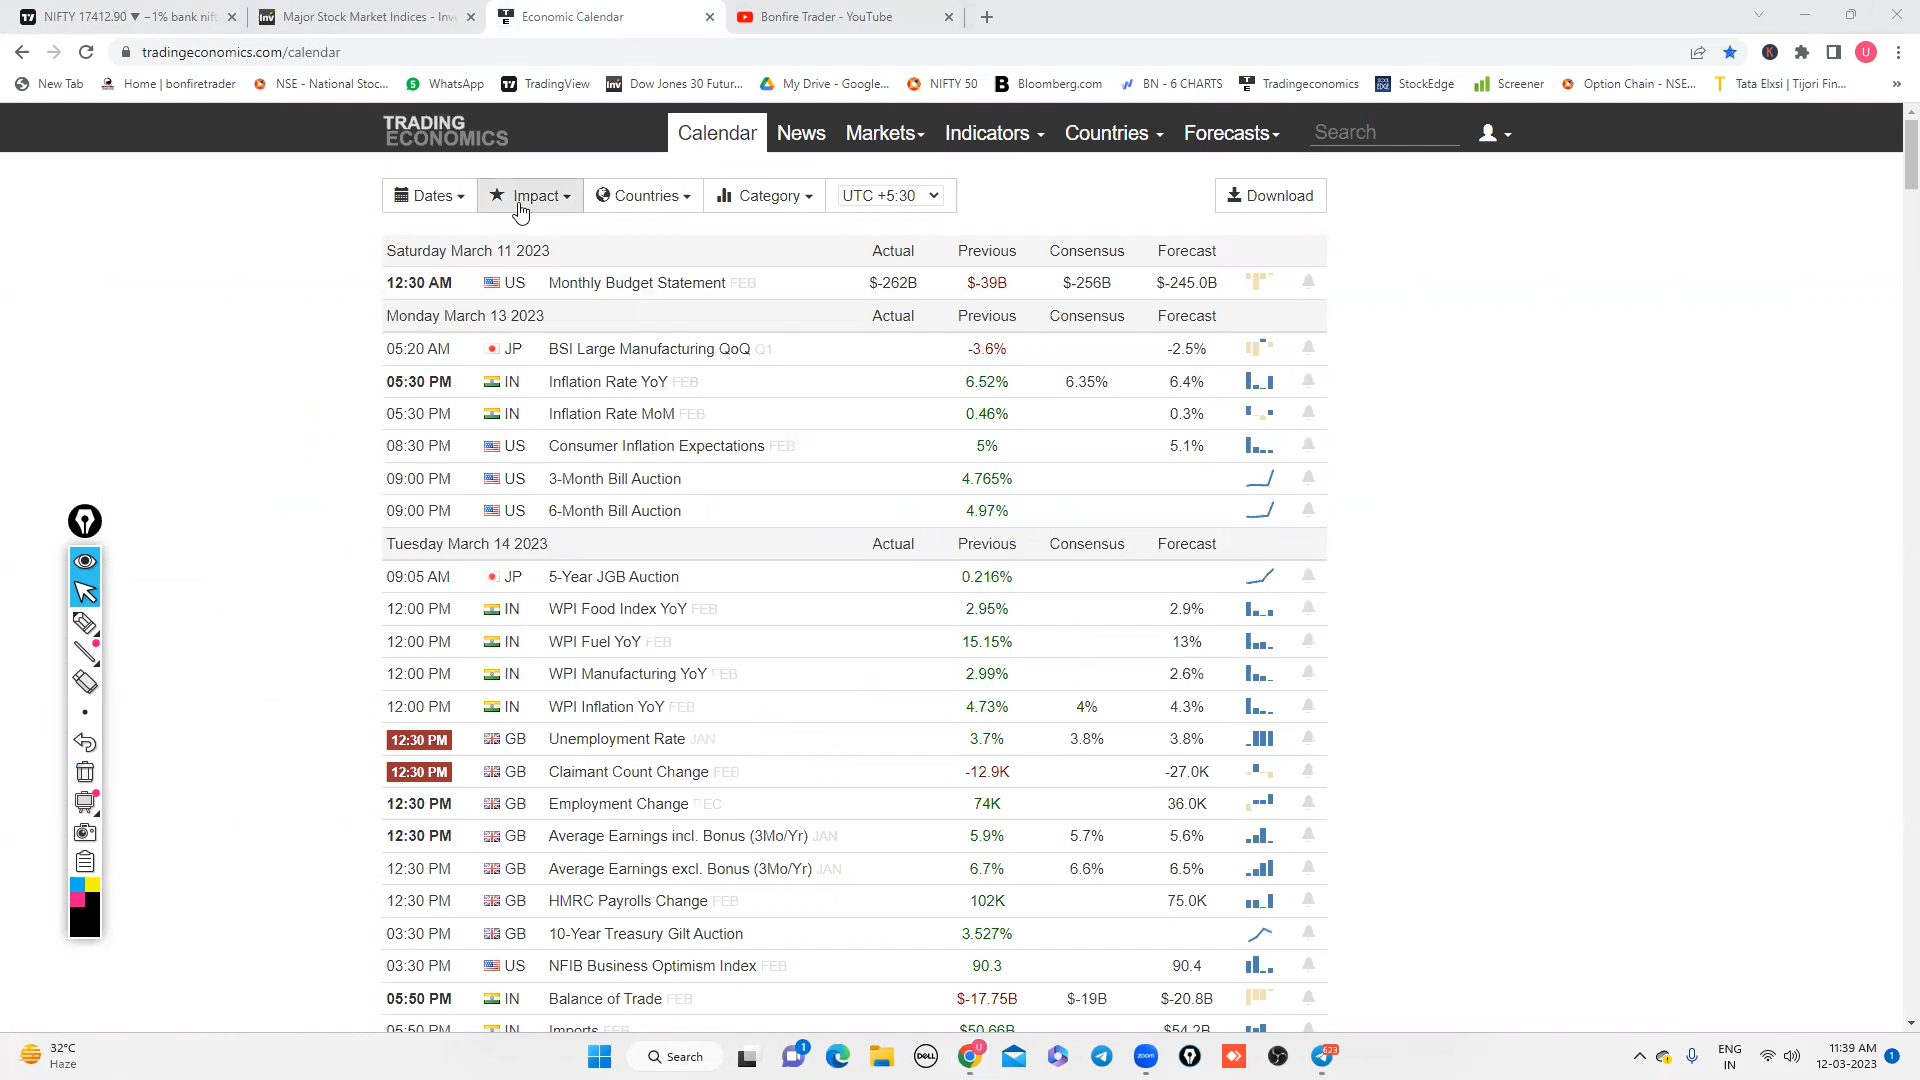 NIFTY 17412.90 ▼ −1% bank nift
Major Stock Market Indices - Inve
Economic Calendar
Bonfire Trader - YouTube
tradingeconomics.com/calendar
New Tab
Home | bonfiretrader
NSE - National Stoc...
WhatsApp
TradingView
Dow Jones 30 Futur...
My Drive - Google...
NIFTY 50
Bloomberg.com
BN - 6 CHARTS
Tradingeconomics
StockEdge
Screener
Option Chain - NSE...
Tata Elxsi | Tijori Fin...
TRADING
ECONOMICS
Calendar News Markets Indicators Countries Forecasts Search
Dates Impact Countries Category UTC +5:30 Download
Saturday March 11 2023 Actual Previous Consensus Forecast
12:30 AM US Monthly Budget Statement FEB $-262B $-39B $-256B $-245.0B
Monday March 13 2023 Actual Previous Consensus Forecast
05:20 AM JP BSI Large Manufacturing QoQ Q1 -3.6% -2.5%
05:30 PM IN Inflation Rate YoY FEB 6.52% 6.35% 6.4%
05:30 PM IN Inflation Rate MoM FEB 0.46% 0.3%
08:30 PM US Consumer Inflation Expectations FEB 5% 5.1%
09:00 PM US 3-Month Bill Auction 4.765%
09:00 PM US 6-Month Bill Auction 4.97%
Tuesday March 14 2023 Actual Previous Consensus Forecast
09:05 AM JP 5-Year JGB Auction 0.216%
12:00 PM IN WPI Food Index YoY FEB 2.95% 2.9%
12:00 PM IN WPI Fuel YoY FEB 15.15% 13%
12:00 PM IN WPI Manufacturing YoY FEB 2.99% 2.6%
12:00 PM IN WPI Inflation YoY FEB 4.73% 4% 4.3%
12:30 PM GB Unemployment Rate JAN 3.7% 3.8% 3.8%
12:30 PM GB Claimant Count Change FEB -12.9K -27.0K
12:30 PM GB Employment Change DEC 74K 36.0K
12:30 PM GB Average Earnings incl. Bonus (3Mo/Yr) JAN 5.9% 5.7% 5.6%
12:30 PM GB Average Earnings excl. Bonus (3Mo/Yr) JAN 6.7% 6.6% 6.5%
12:30 PM GB HMRC Payrolls Change FEB 102K 75.0K
03:30 PM GB 10-Year Treasury Gilt Auction 3.527%
03:30 PM US NFIB Business Optimism Index FEB 90.3 90.4
05:50 PM IN Balance of Trade FEB $-17.75B $-19B $-20.8B
05:50 PM IN Imports FEB $50.66B $54.2B
32°C
Haze
Search
DELL
zoom
623
ENG
IN
11:39 AM
12-03-2023
1